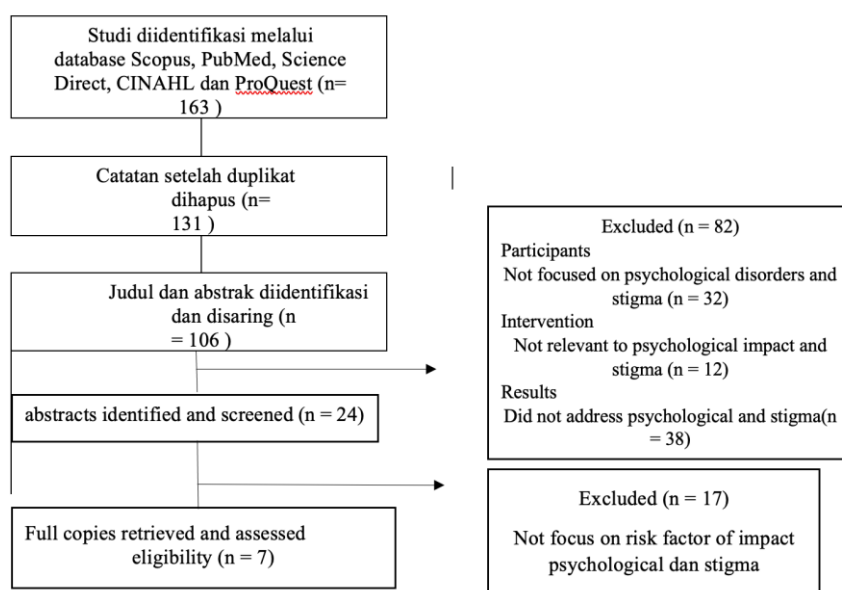 Studi diidentifikasi melalui
database Scopus, PubMed, Science
Direct, CINAHL dan ProQuest (n=
163 )
Catatan setelah duplikat
dihapus (n=
131 )
Judul dan abstrak diidentifikasi
dan disaring (n
= 106 )
abstracts identified and screened (n = 24)
Full copies retrieved and assessed
eligibility (n = 7)
Excluded (n = 82)
Participants
Not focused on psychological disorders and
stigma (n = 32)
Intervention
Not relevant to psychological impact and
stigma (n = 12)
Results
Did not address psychological and stigma(n
= 38)
Excluded (n = 17)
Not focus on risk factor of impact
psychological dan stigma